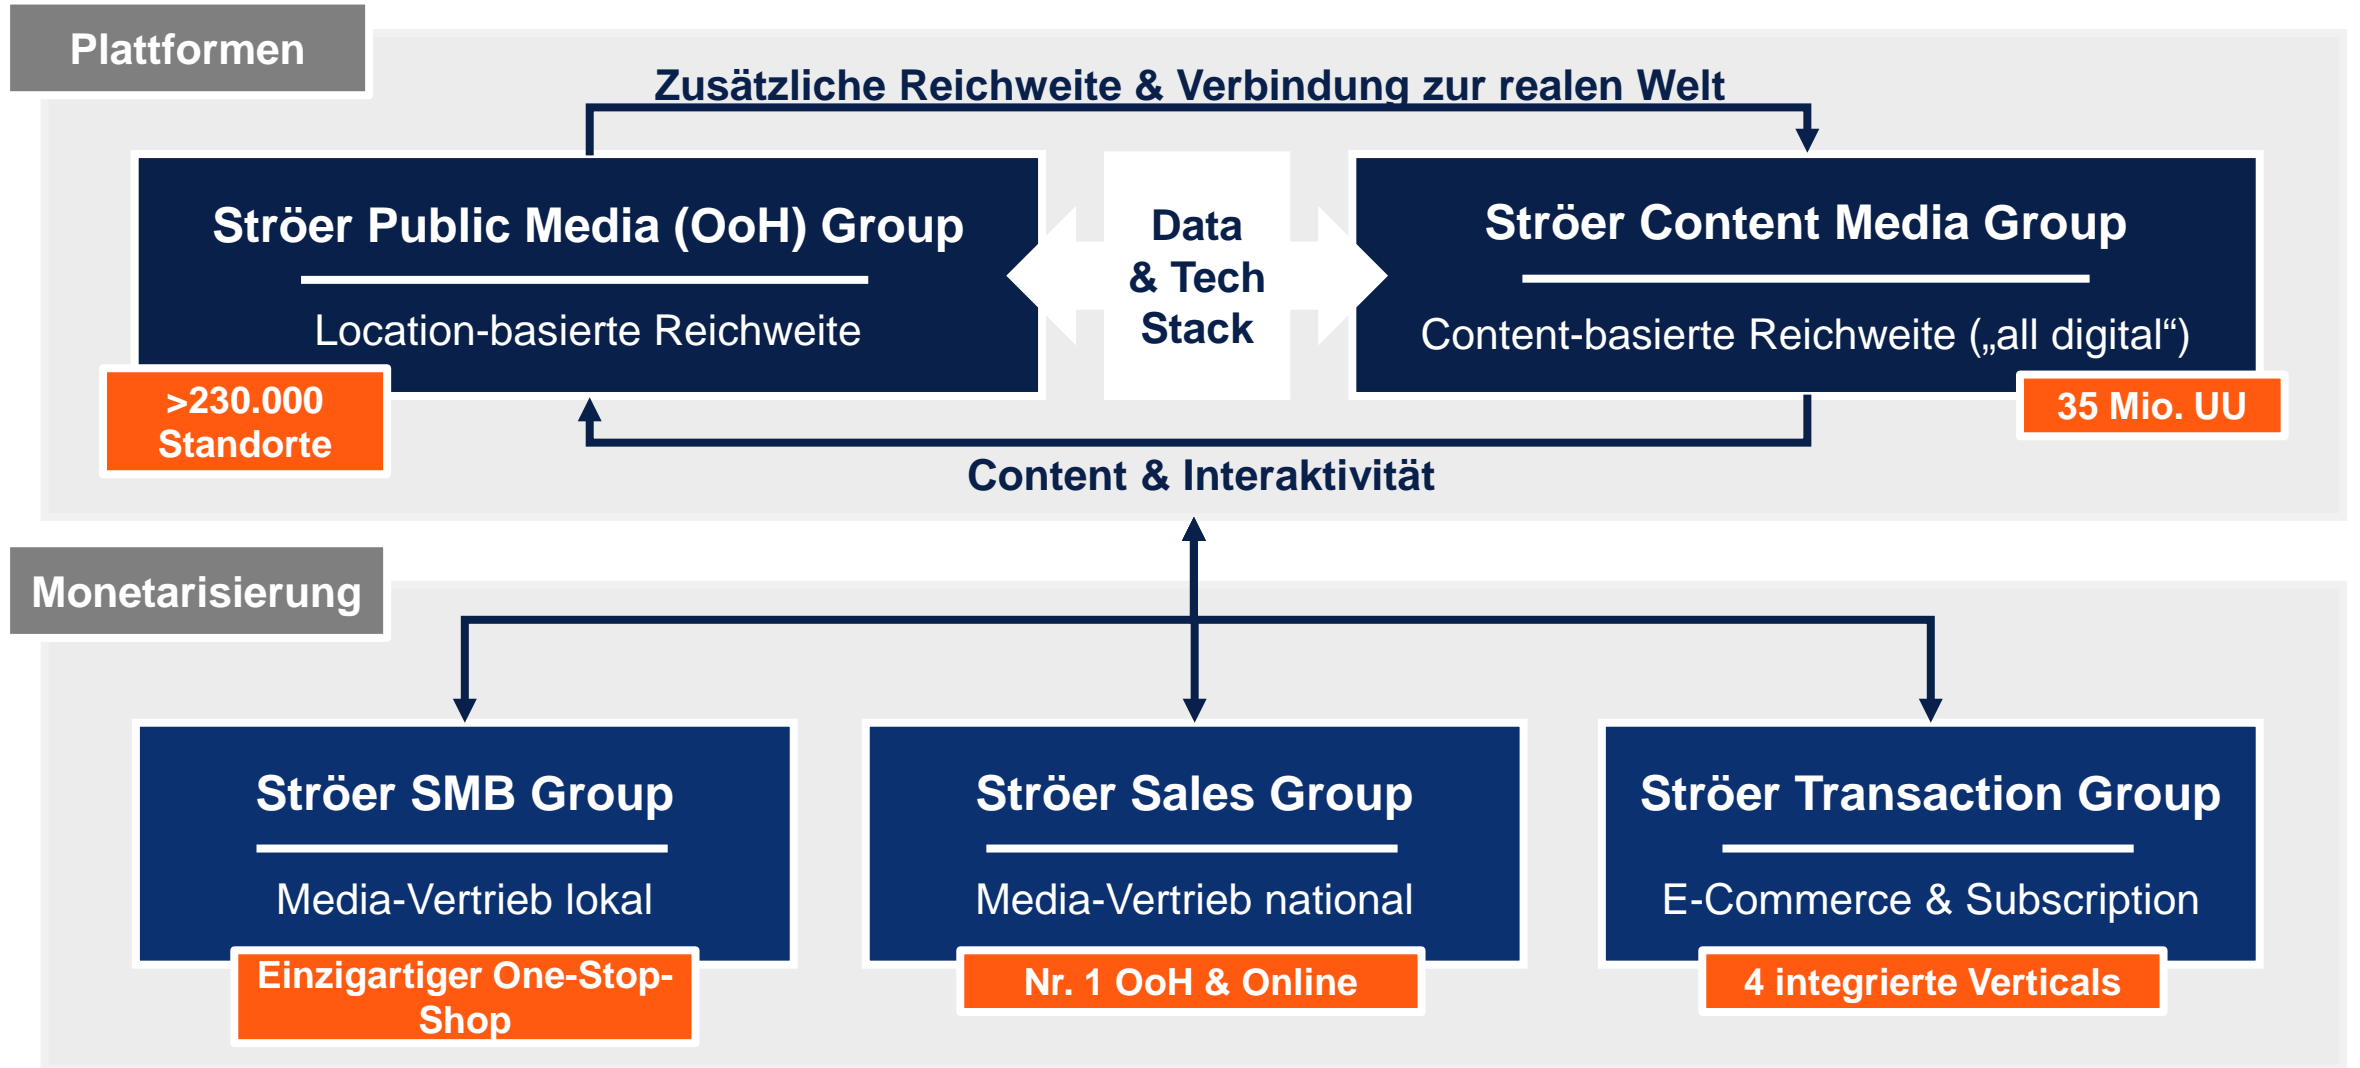 Plattformen
Zusätzliche Reichweite & Verbindung zur realen Welt
Ströer Public Media (OoH) Group
Location-basierte Reichweite
>230.000
Standorte
Data
& Tech
Stack
Ströer Content Media Group
Content-basierte Reichweite („all digital“)
35 Mio. UU
Content & Interaktivität
Monetarisierung
Ströer SMB Group
Media-Vertrieb lokal
Einzigartiger One-Stop-
Shop
Ströer Sales Group
Media-Vertrieb national
Nr. 1 OoH & Online
Ströer Transaction Group
E-Commerce & Subscription
4 integrierte Verticals